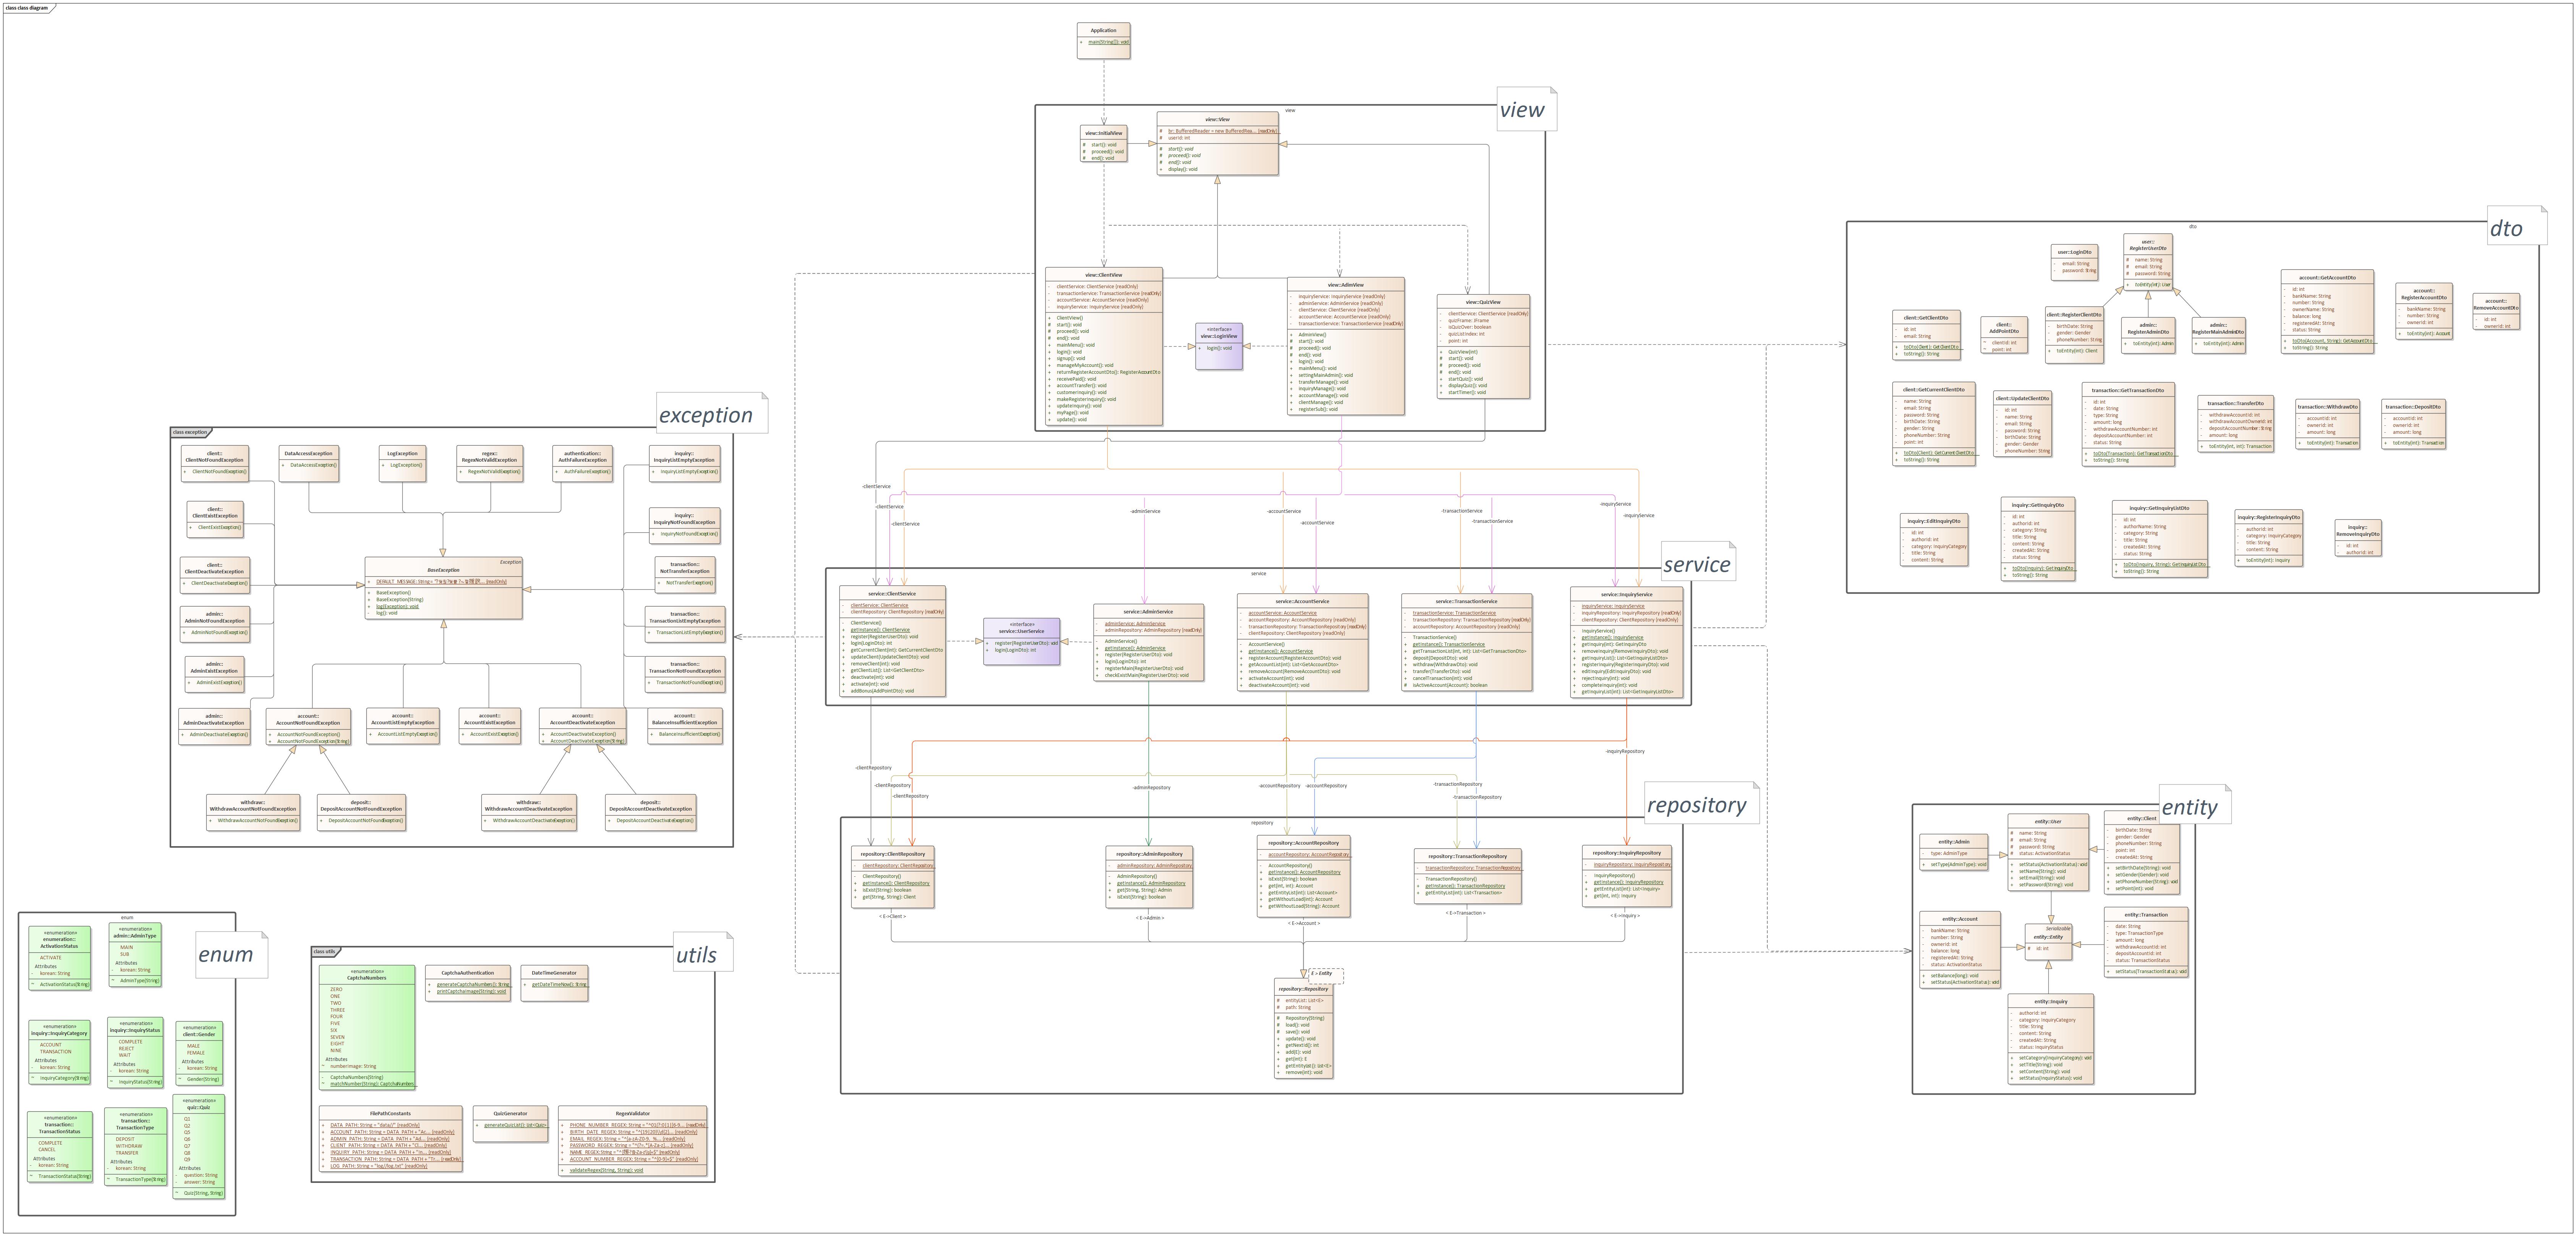 class class diagram
Application
+ main(String[]): void
view
view
view::InitialView
# start(): void
# proceed(): void
# end(): void
view::View
# br: BufferedReader = new BufferedRea... {readOnly}
# userId: int
# start(): void
# proceed(): void
# end(): void
+ display(): void
view::ClientView
- clientService: ClientService {readOnly}
- transactionService: TransactionService {readOnly}
- accountService: AccountService {readOnly}
- inquiryService: InquiryService {readOnly}
+ ClientView()
# start(): void
# proceed(): void
# end(): void
+ mainMenu(): void
+ login(): void
+ signup(): void
+ manageMyAccount(): void
+ returnRegisterAccountDto(): RegisterAccountDto
+ receivePaid(): void
+ accountTransfer(): void
+ customerInquiry(): void
+ makeRegisterInquiry(): void
+ updateInquiry(): void
+ myPage(): void
+ update(): void
«interface»
view::LoginView
+ login(): void
view::AdmView
- inquiryService: InquiryService {readOnly}
- adminService: AdminService {readOnly}
- clientService: ClientService {readOnly}
- accountService: AccountService {readOnly}
- transactionService: TransactionService {readOnly}
+ AdminView()
# start(): void
# proceed(): void
# end(): void
+ login(): void
+ mainMenu(): void
+ settingMainAdmin(): void
+ transferManage(): void
+ inquiryManage(): void
+ accountManage(): void
+ clientManage(): void
+ registerSub(): void
view::QuizView
- clientService: ClientService {readOnly}
- quizFrame: JFrame
- isQuizOver: boolean
- quizListIndex: int
- point: int
+ QuizView(int)
# start(): void
# proceed(): void
# end(): void
+ startQuiz(): void
+ displayQuiz(): void
+ startTimer(): void
dto
dto
user::LoginDto
- email: String
- password: String
user::
RegisterUserDto
# name: String
# email: String
# password: String
+ toEntity(int): User
client::GetClientDto
- id: int
- email: String
+ toDto(Client): GetClientDto
+ toString(): String
client::
AddPointDto
~ clientId: int
~ point: int
client::RegisterClientDto
- birthDate: String
- gender: Gender
- phoneNumber: String
+ toEntity(int): Client
admin::
RegisterAdminDto
+ toEntity(int): Admin
admin::
RegisterMainAdminDto
+ toEntity(int): Admin
account::GetAccountDto
- id: int
- bankName: String
- number: String
- ownerName: String
- balance: long
- registeredAt: String
- status: String
+ toDto(Account, String): GetAccountDto
+ toString(): String
account::
RegisterAccountDto
- bankName: String
- number: String
- ownerId: int
+ toEntity(int): Account
account::
RemoveAccountDto
- id: int
- ownerId: int
client::GetCurrentClientDto
- name: String
- email: String
- password: String
- birthDate: String
- gender: String
- phoneNumber: String
- point: int
+ toDto(Client): GetCurrentClientDto
+ toString(): String
client::UpdateClientDto
- id: int
- name: String
- email: String
- password: String
- birthDate: String
- gender: Gender
- phoneNumber: String
transaction::GetTransactionDto
- id: int
- date: String
- type: String
- amount: long
- withdrawAccountNumber: int
- depositAccountNumber: int
- status: String
+ toDto(Transaction): GetTransactionDto
+ toString(): String
transaction::TransferDto
- withdrawAccountId: int
- withdrawAccountOwnerId: int
- depositAccountNumber: String
- amount: long
+ toEntity(int, int): Transaction
transaction::WithdrawDto
- accountId: int
- ownerId: int
- amount: long
+ toEntity(int): Transaction
transaction::DepositDto
- accountId: int
- ownerId: int
- amount: long
+ toEntity(int): Transaction
inquiry::EditInquiryDto
- id: int
- authorId: int
- category: InquiryCategory
- title: String
- content: String
inquiry::GetInquiryDto
- id: int
- authorId: int
- category: String
- title: String
- content: String
- createdAt: String
- status: String
+ toDto(Inquiry): GetInquiryDto
+ toString(): String
inquiry::GetInquiryListDto
- id: int
- authorName: String
- category: String
- title: String
- createdAt: String
- status: String
+ toDto(Inquiry, String): GetInquiryListDto
+ toString(): String
inquiry::RegisterInquiryDto
- authorId: int
- category: InquiryCategory
- title: String
- content: String
+ toEntity(int): Inquiry
inquiry::
RemoveInquiryDto
- id: int
- authorId: int
exception
class exception
client::
ClientNotFoundException
+ ClientNotFoundException()
DataAccessException
+ DataAccessException()
LogException
+ LogException()
regex::
RegexNotValidException
+ RegexNotValidException()
authentication::
AuthFailureException
+ AuthFailureException()
inquiry::
InquiryListEmptyException
+ InquiryListEmptyException()
client::
ClientExistException
+ ClientExistException()
inquiry::
InquiryNotFoundException
+ InquiryNotFoundException()
client::
ClientDeactivateException
+ ClientDeactivateException()
Exception
BaseException
+ BaseException()
+ BaseException(String)
+ log(Exception): void
- log(): void
transaction::
NotTransferException
+ NotTransferException()
admin::
AdminNotFoundException
+ AdminNotFoundException()
transaction::
TransactionListEmptyException
+ TransactionListEmptyException()
admin::
AdminExistException
+ AdminExistException()
transaction::
TransactionNotFoundException
+ TransactionNotFoundException()
admin::
AdminDeactivateException
+ AdminDeactivateException()
account::
AccountNotFoundException
+ AccountNotFoundException()
+ AccountNotFoundException(String)
account::
AccountListEmptyException
+ AccountListEmptyException()
account::
AccountExistException
+ AccountExistException()
account::
AccountDeactivateException
+ AccountDeactivateException()
+ AccountDeactivateException(String)
account::
BalanceInsufficientException
+ BalanceInsufficientException()
withdraw::
WithdrawAccountNotFoundException
+ WithdrawAccountNotFoundException()
deposit::
DepositAccountNotFoundException
+ DepositAccountNotFoundException()
withdraw::
WithdrawAccountDeactivateException
+ WithdrawAccountDeactivateException()
deposit::
DepositAccountDeactivateException
+ DepositAccountDeactivateException()
-clientService
-clientService
-clientService
-adminService
-accountService
-accountService
-transactionService
-transactionService
-inquiryService
-inquiryService
service
service
service::ClientService
- clientService: ClientService
- clientRepository: ClientRepository {readOnly}
- ClientService()
+ getInstance(): ClientService
+ register(RegisterUserDto): void
+ login(LoginDto): int
+ getCurrentClient(int): GetCurrentClientDto
+ updateClient(UpdateClientDto): void
+ removeClient(int): void
+ getClientList(): List<GetClientDto>
+ deactivate(int): void
+ activate(int): void
+ addBonus(AddPointDto): void
«interface»
service::UserService
+ register(RegisterUserDto): void
+ login(LoginDto): int
service::AdminService
- adminService: AdminService
- adminRepository: AdminRepository {readOnly}
- AdminService()
+ getInstance(): AdminService
+ register(RegisterUserDto): void
+ login(LoginDto): int
+ registerMain(RegisterUserDto): void
+ checkExistMain(): void
service::AccountService
- accountService: AccountService
- accountRepository: AccountRepository {readOnly}
- transactionRepository: TransactionRepository {readOnly}
- clientRepository: ClientRepository {readOnly}
- AccountService()
+ getInstance(): AccountService
+ registerAccount(RegisterAccountDto): void
+ getAccountList(int): List<GetAccountDto>
+ removeAccount(RemoveAccountDto): void
+ activateAccount(int): void
+ deactivateAccount(int): void
service::TransactionService
- transactionService: TransactionService
- transactionRepository: TransactionRepository {readOnly}
- accountRepository: AccountRepository {readOnly}
- TransactionService()
+ getInstance(): TransactionService
+ getTransactionList(int, int): List<GetTransactionDto>
+ deposit(DepositDto): void
+ withdraw(WithdrawDto): void
+ transfer(TransferDto): void
+ cancelTransaction(int): void
# isActiveAccount(Account): boolean
service::InquiryService
- inquiryService: InquiryService
- inquiryRepository: InquiryRepository {readOnly}
- clientRepository: ClientRepository {readOnly}
- InquiryService()
+ getInstance(): InquiryService
+ getInquiry(int): GetInquiryDto
+ removeInquiry(RemoveInquiryDto): void
+ getInquiryList(): List<GetInquiryListDto>
+ registerInquiry(RegisterInquiryDto): void
+ editInquiry(EditInquiryDto): void
+ rejectInquiry(int): void
+ completeInquiry(int): void
+ getInquiryList(int): List<GetInquiryListDto>
-clientRepository
-clientRepository
-clientRepository
-adminRepository
-accountRepository
-accountRepository
-transactionRepository
-transactionRepository
-inquiryRepository
repository
repository
repository::ClientRepository
- clientRepository: ClientRepository
- ClientRepository()
+ getInstance(): ClientRepository
+ isExist(String): boolean
+ get(String, String): Client
< E->Client >
repository::AdminRepository
- adminRepository: AdminRepository
- AdminRepository()
+ getInstance(): AdminRepository
+ get(String, String): Admin
+ isExist(String): boolean
< E->Admin >
repository::AccountRepository
- accountRepository: AccountRepository
- AccountRepository()
+ getInstance(): AccountRepository
+ isExist(String): boolean
+ get(int, int): Account
+ getEntityList(int): List<Account>
+ getWithoutLoad(int): Account
+ getWithoutLoad(String): Account
< E->Account >
repository::TransactionRepository
- transactionRepository: TransactionRepository
- TransactionRepository()
+ getInstance(): TransactionRepository
+ getEntityList(int): List<Transaction>
< E->Transaction >
repository::InquiryRepository
- inquiryRepository: InquiryRepository
- InquiryRepository()
+ getInstance(): InquiryRepository
+ getEntityList(int): List<Inquiry>
+ get(int, int): Inquiry
< E->Inquiry >
E > Entity
repository::Repository
# entityList: List<E>
# path: String
# Repository(String)
# load(): void
# save(): void
+ update(): void
+ getNextId(): int
+ add(E): void
+ get(int): E
+ getEntityList(): List<E>
+ remove(int): void
entity
entity::Admin
- type: AdminType
+ setType(AdminType): void
entity::User
# name: String
# email: String
# password: String
# status: ActivationStatus
+ setStatus(ActivationStatus): void
+ setName(String): void
+ setEmail(String): void
+ setPassword(String): void
entity::Client
- birthDate: String
- gender: Gender
- phoneNumber: String
- point: int
- createdAt: String
+ setBirthDate(String): void
+ setGender(Gender): void
+ setPhoneNumber(String): void
+ setPoint(int): void
entity::Account
- bankName: String
- number: String
- ownerId: int
- balance: long
- registeredAt: String
- status: ActivationStatus
+ setBalance(long): void
+ setStatus(ActivationStatus): void
Serializable
entity::Entity
# id: int
entity::Transaction
- date: String
- type: TransactionType
- amount: long
- withdrawAccountId: int
- depositAccountId: int
- status: TransactionStatus
+ setStatus(TransactionStatus): void
entity::Inquiry
- authorId: int
- category: InquiryCategory
- title: String
- content: String
- createdAt: String
- status: InquiryStatus
+ setCategory(InquiryCategory): void
+ setTitle(String): void
+ setContent(String): void
+ setStatus(InquiryStatus): void
enum
enum
«enumeration»
enumeration::
ActivationStatus
ACTIVATE
Attributes
- korean: String
~ ActivationStatus(String)
«enumeration»
admin::AdminType
MAIN
SUB
Attributes
- korean: String
~ AdminType(String)
«enumeration»
inquiry::InquiryCategory
ACCOUNT
TRANSACTION
Attributes
- korean: String
~ InquiryCategory(String)
«enumeration»
inquiry::InquiryStatus
COMPLETE
REJECT
WAIT
Attributes
- korean: String
~ InquiryStatus(String)
«enumeration»
client::Gender
MALE
FEMALE
Attributes
- korean: String
~ Gender(String)
«enumeration»
transaction::
TransactionStatus
COMPLETE
CANCEL
Attributes
- korean: String
~ TransactionStatus(String)
«enumeration»
transaction::
TransactionType
DEPOSIT
WITHDRAW
TRANSFER
Attributes
- korean: String
~ TransactionType(String)
«enumeration»
quiz::Quiz
Q1
Q2
Q5
Q6
Q7
Q8
Q9
Attributes
- question: String
- answer: String
~ Quiz(String, String)
utils
class utils
«enumeration»
CaptchaNumbers
ZERO
ONE
TWO
THREE
FOUR
FIVE
SIX
SEVEN
EIGHT
NINE
Attributes
~ numberImage: String
- CaptchaNumbers(String)
~ matchNumber(String): CaptchaNumbers
CaptchaAuthentication
+ generateCaptchaNumber(): String
+ printCaptchaImage(String): void
DateTimeGenerator
+ getDateTimeNow(): String
FilePathConstants
+ DATA_PATH: String = "data/" {readOnly}
+ ACCOUNT_PATH: String = DATA_PATH + "Ac... {readOnly}
+ ADMIN_PATH: String = DATA_PATH + "Ad... {readOnly}
+ CLIENT_PATH: String = DATA_PATH + "Cl... {readOnly}
+ INQUIRY_PATH: String = DATA_PATH + "In... {readOnly}
+ TRANSACTION_PATH: String = DATA_PATH + "Tr... {readOnly}
+ LOG_PATH: String = "log/log.txt" {readOnly}
QuizGenerator
+ generateQuizList(): List<Quiz>
RegexValidator
+ validateRegex(String, String): void